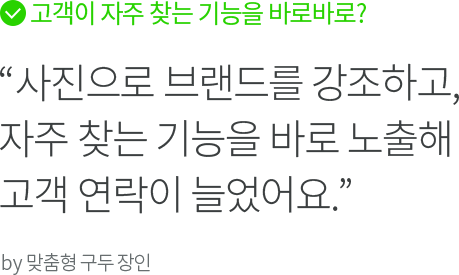 고객이 자주 찾는 기능을 바로바로?
“사진으로 브랜드를 강조하고,
자주 찾는 기능을 바로 노출해
고객 연락이 늘었어요.”
by 맞춤형 구두 장인